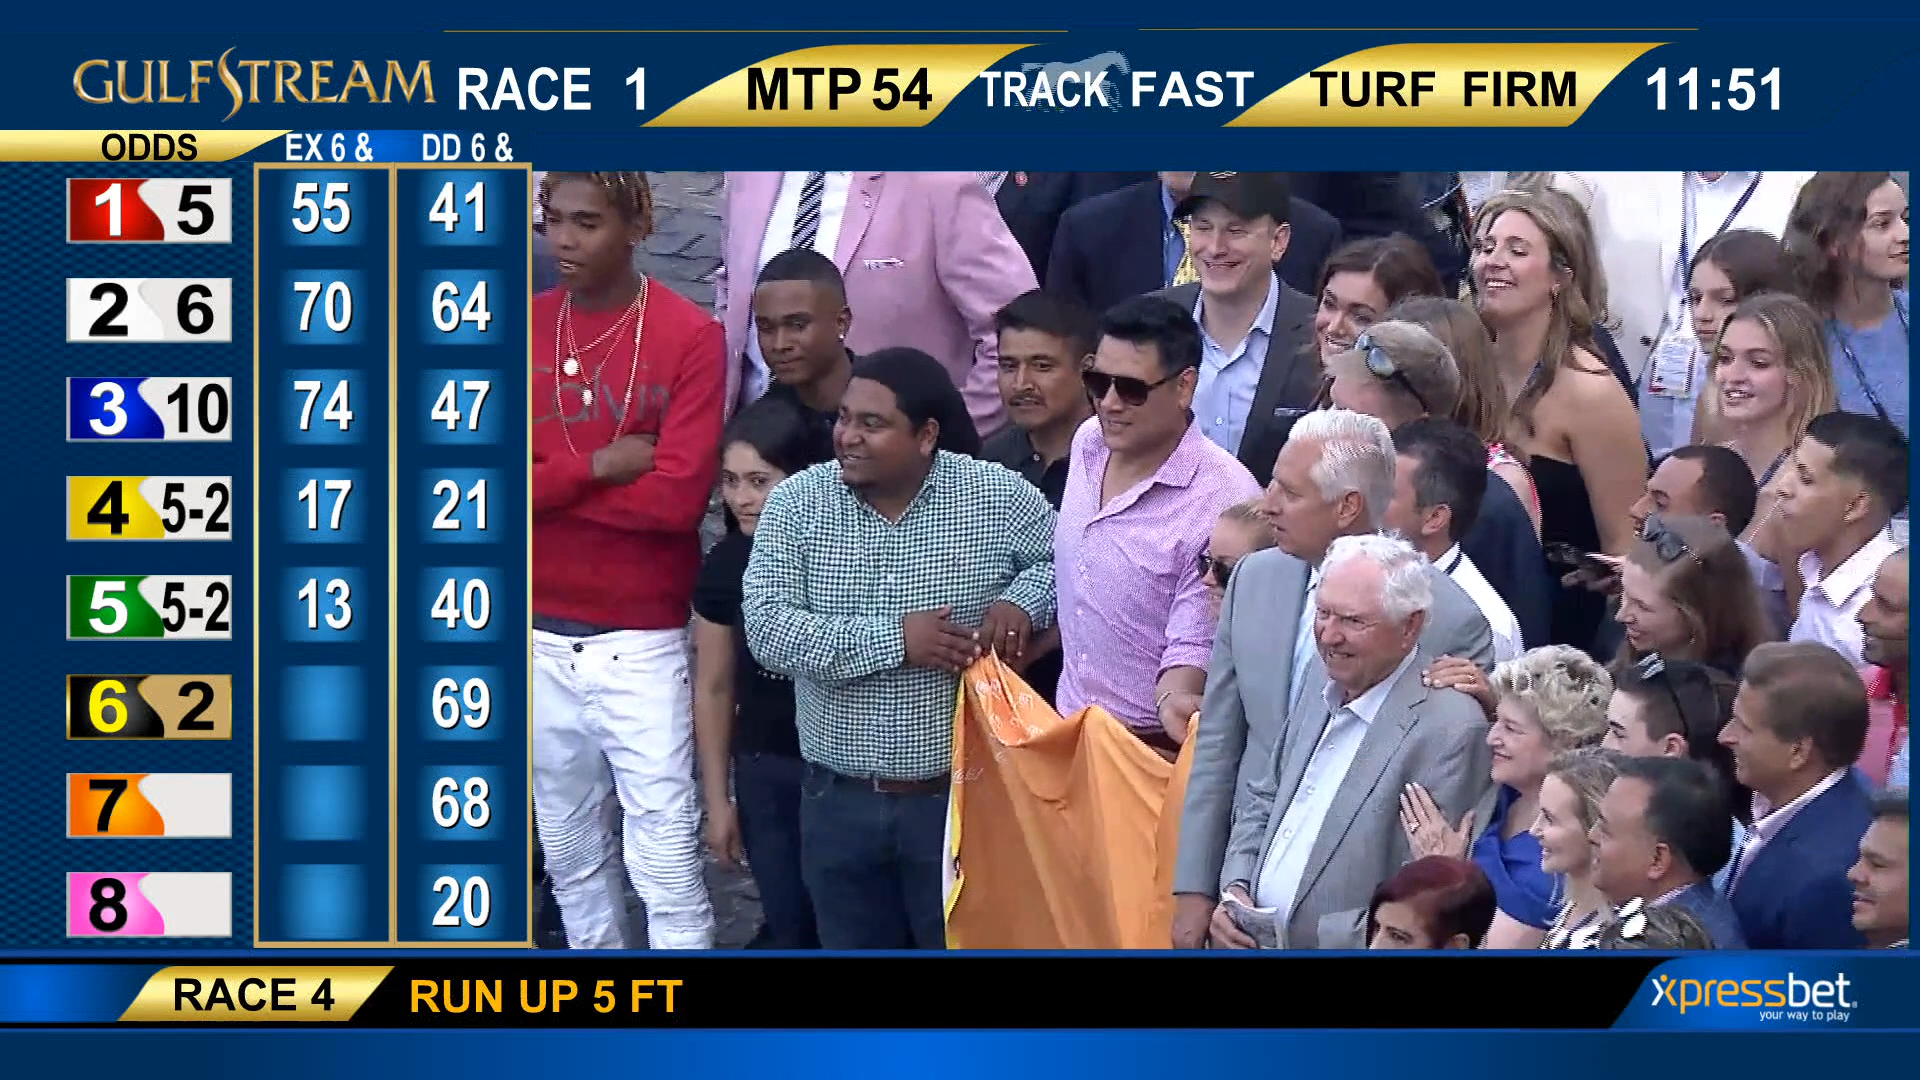 GULFSTREAM RACE 1 MTP 54 TRACK FAST TURF FIRM 11:51
ODDS EX 6 & DD 6 &
1 5 55 41
2 6 70 64
3 10 74 47
4 5-2 17 21
5 5-2 13 40
6 2 69
7 68
8 20
Calvin
RACE 4 RUN UP 5 FT
xpressbet.
your way to play